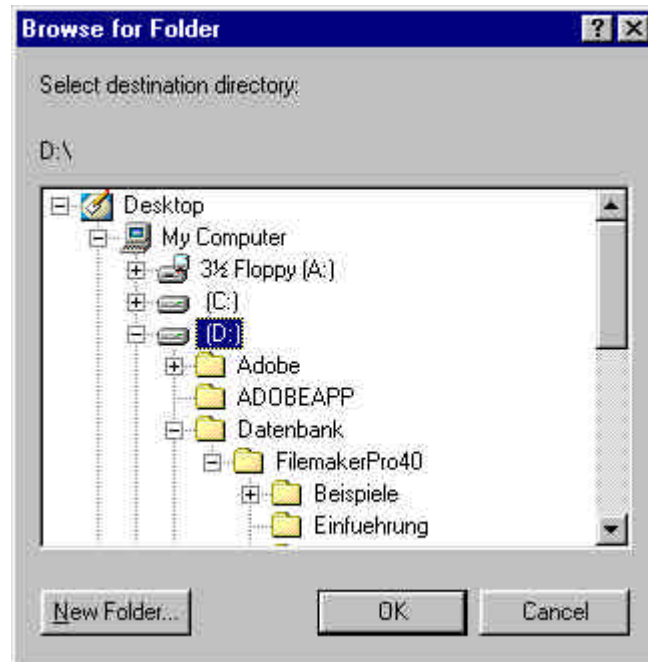 Browse for Folder
Select destination directory:
D:\
Desktop
My Computer
3½ Floppy (A:)
(C:)
(D:)
Adobe
ADOBEAPP
Datenbank
FilemakerPro40
Beispiele
Einfuehrung
New Folder...
OK
Cancel